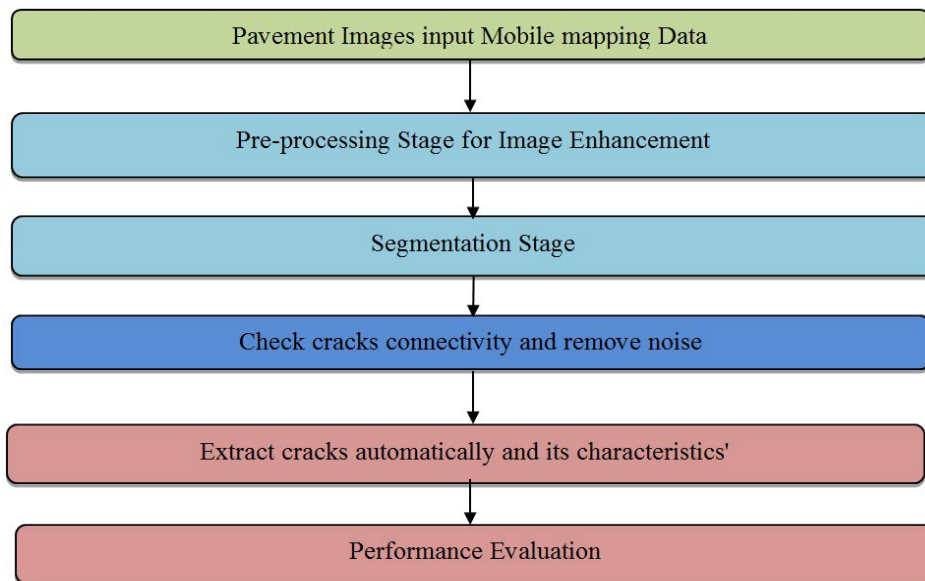 Pavement Images input Mobile mapping Data
Pre-processing Stage for Image Enhancement
Segmentation Stage
Check cracks connectivity and remove noise
Extract cracks automatically and its characteristics'
Performance Evaluation